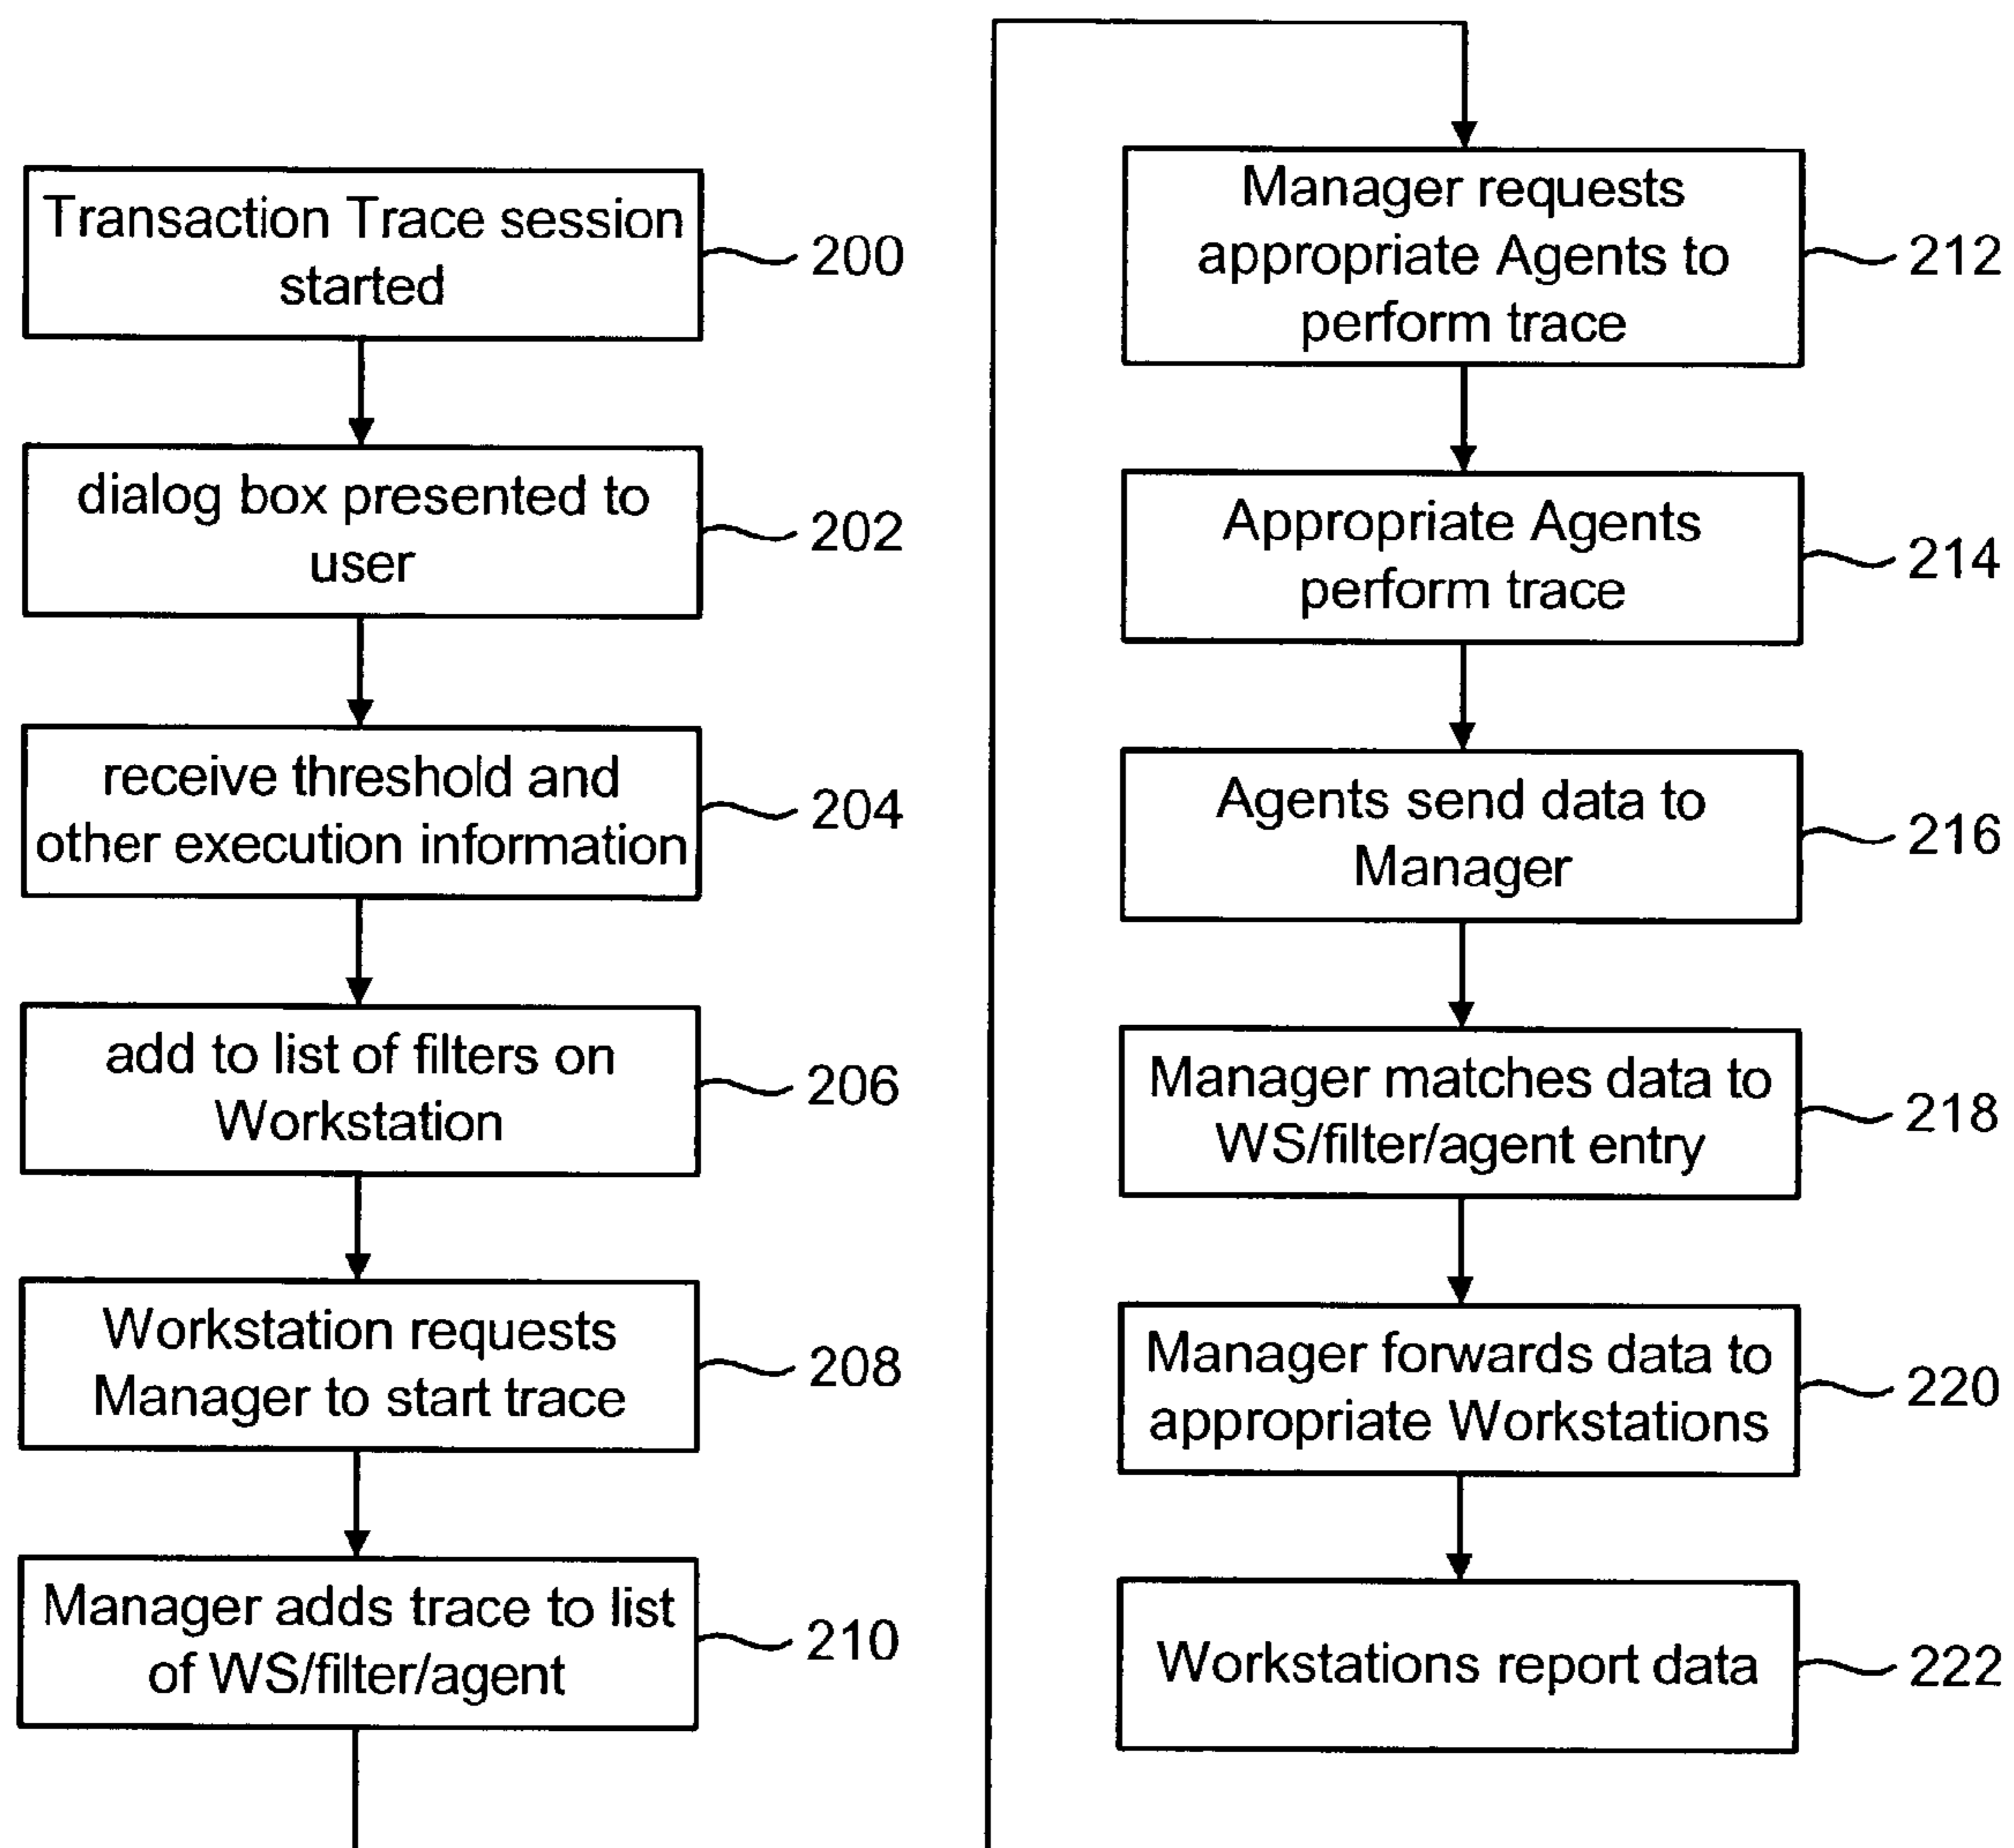 Transaction Trace session
started
200
dialog box presented to
user
202
receive threshold and
other execution information
204
add to list of filters on
Workstation
206
Workstation requests
Manager to start trace
208
Manager adds trace to list
of WS/filter/agent
210
Manager requests
appropriate Agents to
perform trace
212
Appropriate Agents
perform trace
214
Agents send data to
Manager
216
Manager matches data to
WS/filter/agent entry
218
Manager forwards data to
appropriate Workstations
220
Workstations report data
222